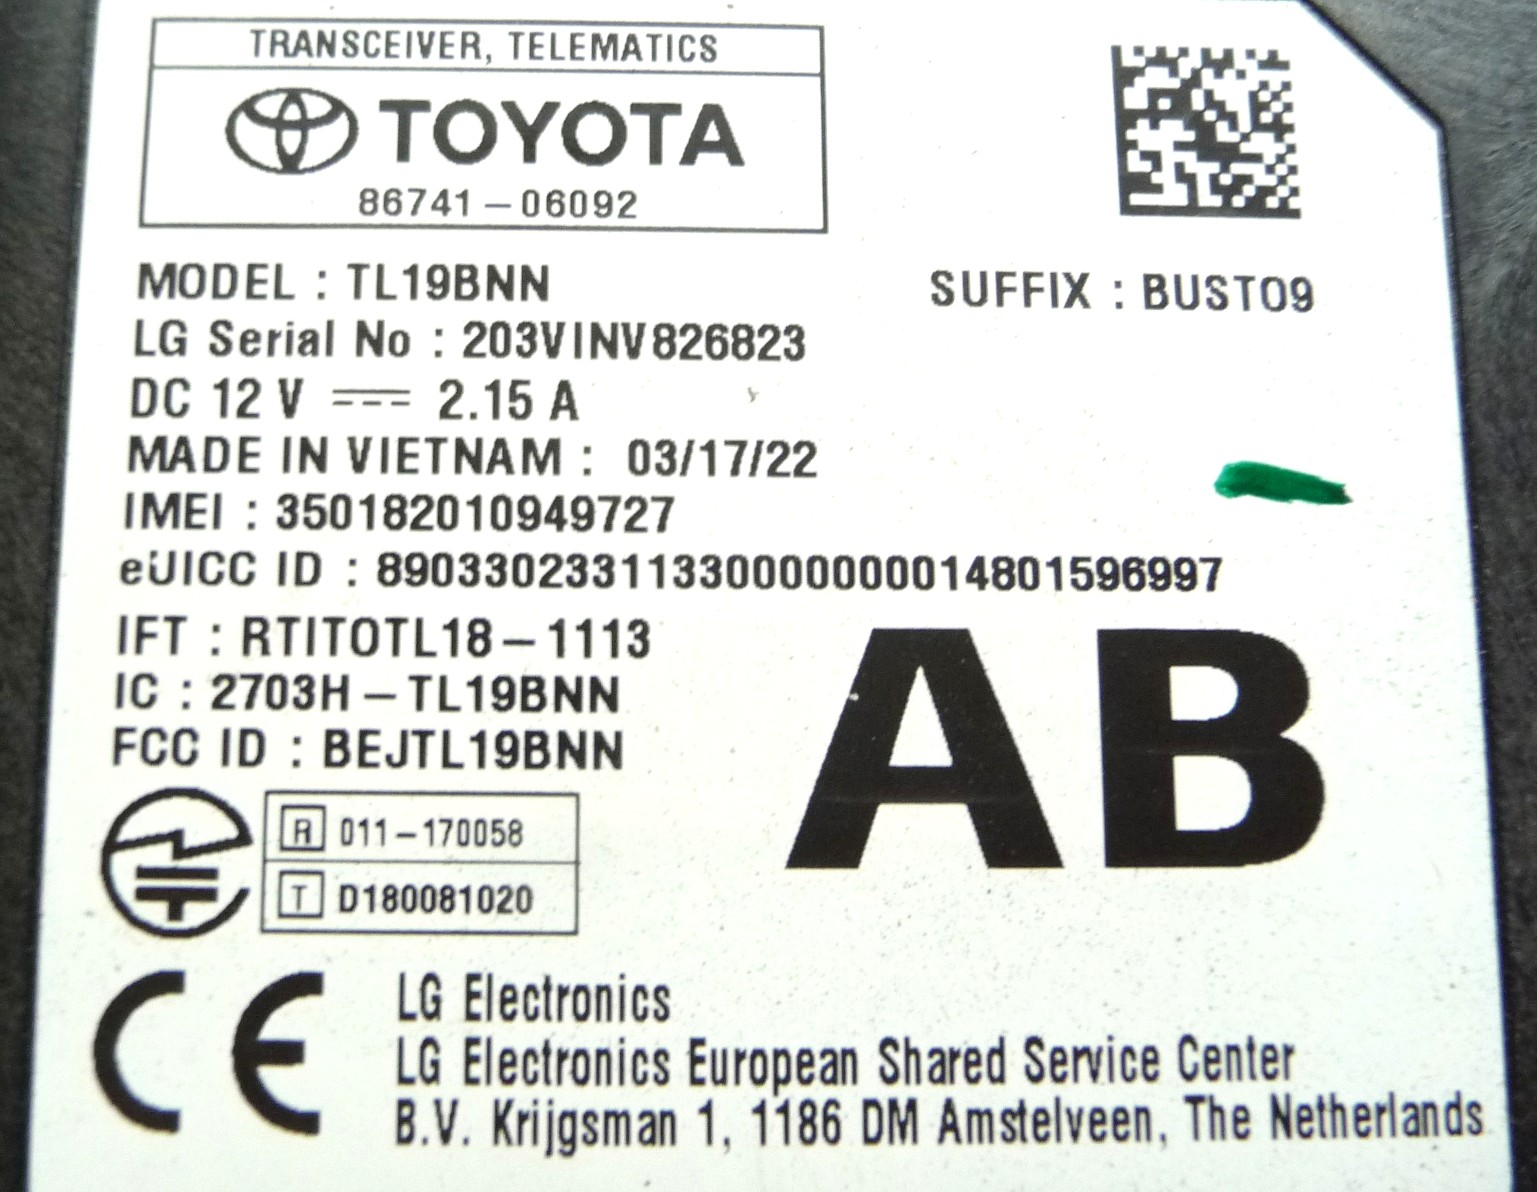 TRANSCEIVER, TELEMATICS
TOYOTA
86741-06092
MODEL : TL19BNN
SUFFIX : BUST09
LG Serial No : 203VINV826823
DC 12 V ⎓ 2.15 A
MADE IN VIETNAM : 03/17/22
IMEI : 350182010949727
eUICC ID : 89033023311330000000014801596997
IFT : RTITOTL18-1113
IC : 2703H-TL19BNN
FCC ID : BEJTL19BNN
AB
R 011-170058
T D180081020
CE
LG Electronics
LG Electronics European Shared Service Center
B.V. Krijgsman 1, 1186 DM Amstelveen, The Netherlands